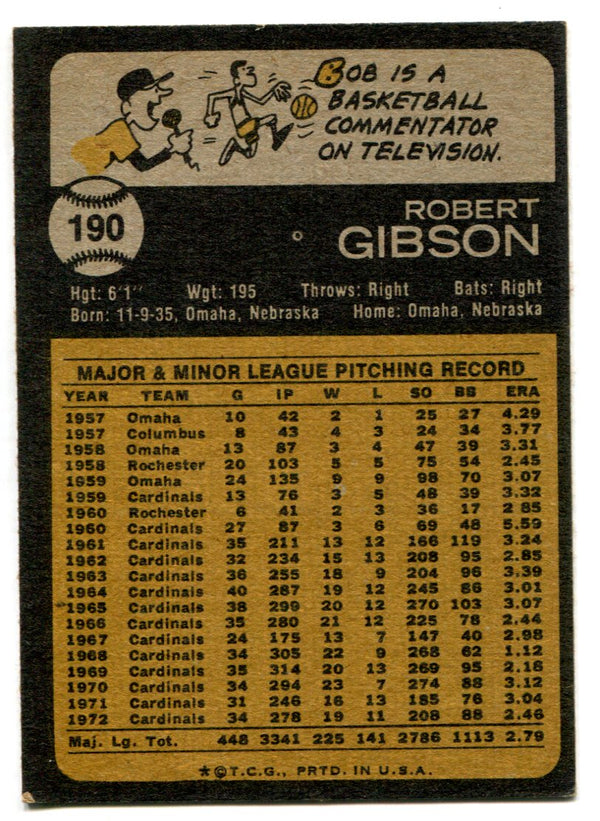 BOB IS A
BASKETBALL
COMMENTATOR
ON TELEVISION.
190
ROBERT
GIBSON
Hgt: 6'1" Wgt: 195 Throws: Right Bats: Right
Born: 11-9-35, Omaha, Nebraska Home: Omaha, Nebraska
MAJOR & MINOR LEAGUE PITCHING RECORD
YEAR TEAM G IP W L SO BB ERA
1957 Omaha 10 42 2 1 25 27 4.29
1957 Columbus 8 43 4 3 24 34 3.77
1958 Omaha 13 87 3 4 47 39 3.31
1958 Rochester 20 103 5 5 75 54 2.45
1959 Omaha 24 135 9 9 98 70 3.07
1959 Cardinals 13 76 3 5 48 39 3.32
1960 Rochester 6 41 2 3 36 17 2 85
1960 Cardinals 27 87 3 6 69 48 5.59
1961 Cardinals 35 211 13 12 166 119 3.24
1962 Cardinals 32 234 15 13 208 95 2.85
1963 Cardinals 36 255 18 9 204 96 3.39
1964 Cardinals 40 287 19 12 245 86 3.01
1965 Cardinals 38 299 20 12 270 103 3.07
1966 Cardinals 35 280 21 12 225 78 2.44
1967 Cardinals 24 175 13 7 147 40 2.98
1968 Cardinals 34 305 22 9 268 62 1.12
1969 Cardinals 35 314 20 13 269 95 2.18
1970 Cardinals 34 294 23 7 274 88 3.12
1971 Cardinals 31 246 16 13 185 76 3.04
1972 Cardinals 34 278 19 11 208 88 2.46
Maj. Lg. Tot. 448 3341 225 141 2786 1113 2.79
★©T.C.G., PRTD. IN U.S.A.